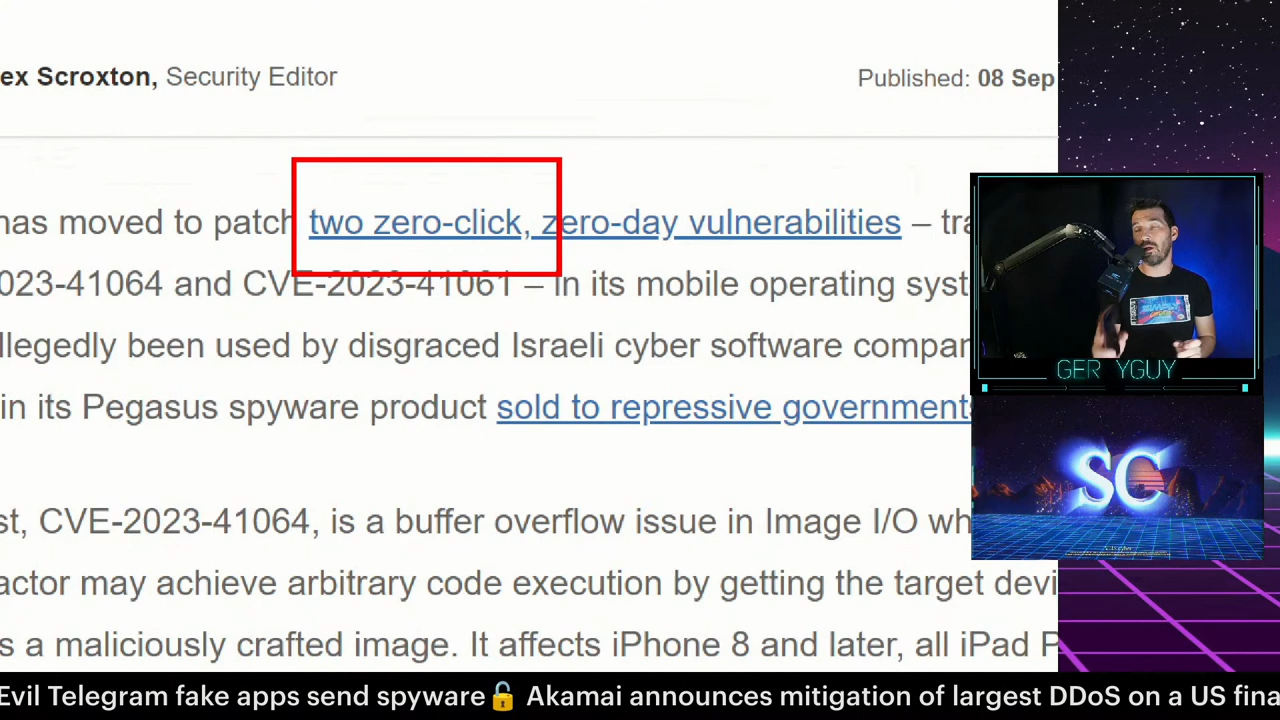 ex Scroxton, Security Editor
Published: 08 Sep
has moved to patch two zero-click, zero-day vulnerabilities – tra
023-41064 and CVE-2023-41061 – in its mobile operating syst
llegedly been used by disgraced Israeli cyber software compan
in its Pegasus spyware product sold to repressive governments
st, CVE-2023-41064, is a buffer overflow issue in Image I/O wh
actor may achieve arbitrary code execution by getting the target devi
s a maliciously crafted image. It affects iPhone 8 and later, all iPad P
GER YGUY
SC
Evil Telegram fake apps send spyware🔓 Akamai announces mitigation of largest DDoS on a US fina